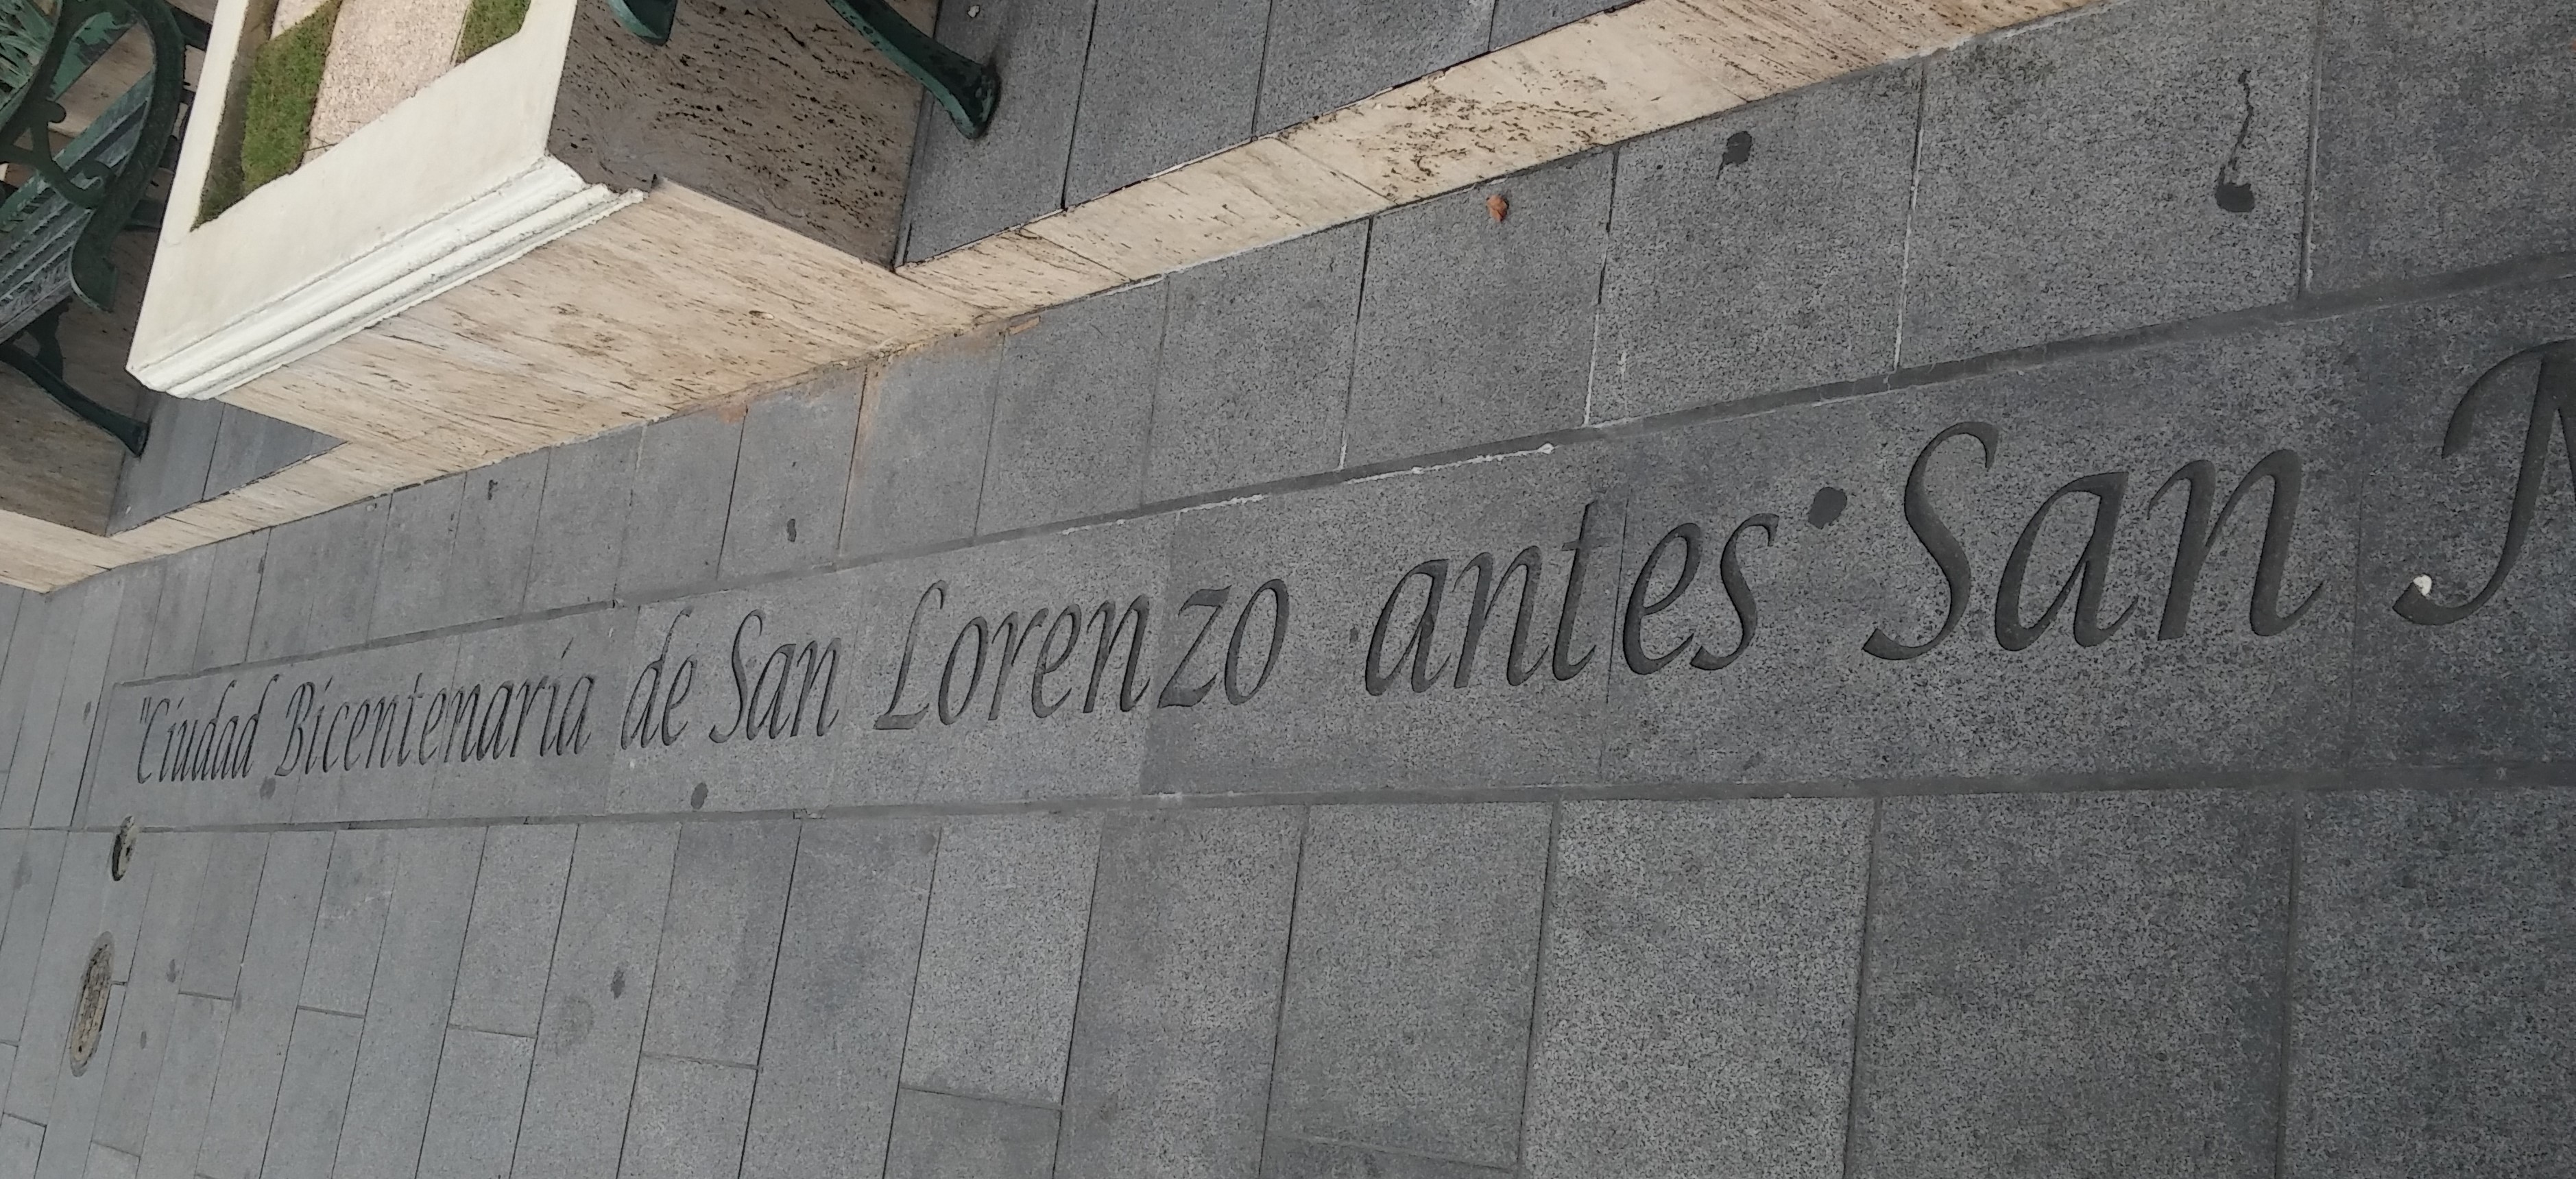 "Ciudad Bicentenaria de San Lorenzo antes San